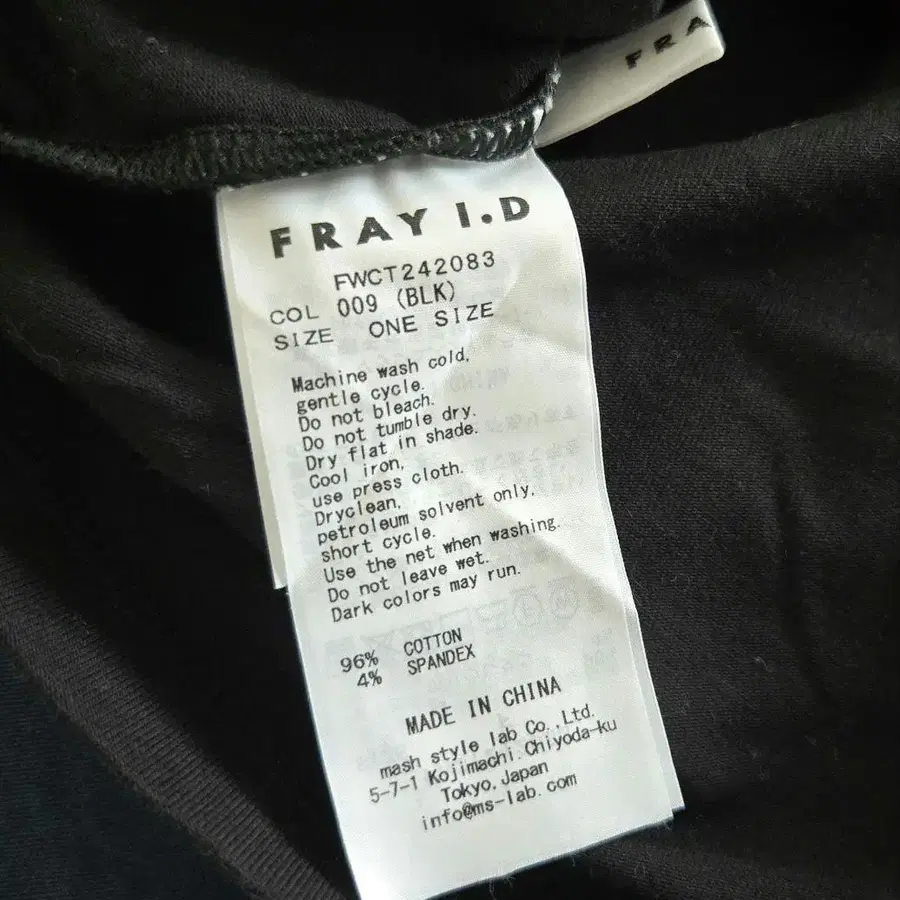 FRA
FRAY I.D
FWCT242083
COL 009 (BLK)
SIZE ONE SIZE
Machine wash cold,
gentle cycle.
Do not bleach.
Do not tumble dry.
Dry flat in shade.
Cool iron,
use press cloth.
Dryclean,
petroleum solvent only,
short cycle.
Use the net when washing.
Do not leave wet.
Dark colors may run.
96% COTTON
4% SPANDEX
MADE IN CHINA
mash style lab Co.,Ltd.
5-7-1 Kojimachi.Chiyoda-ku
Tokyo,Japan
info@ms-lab.com